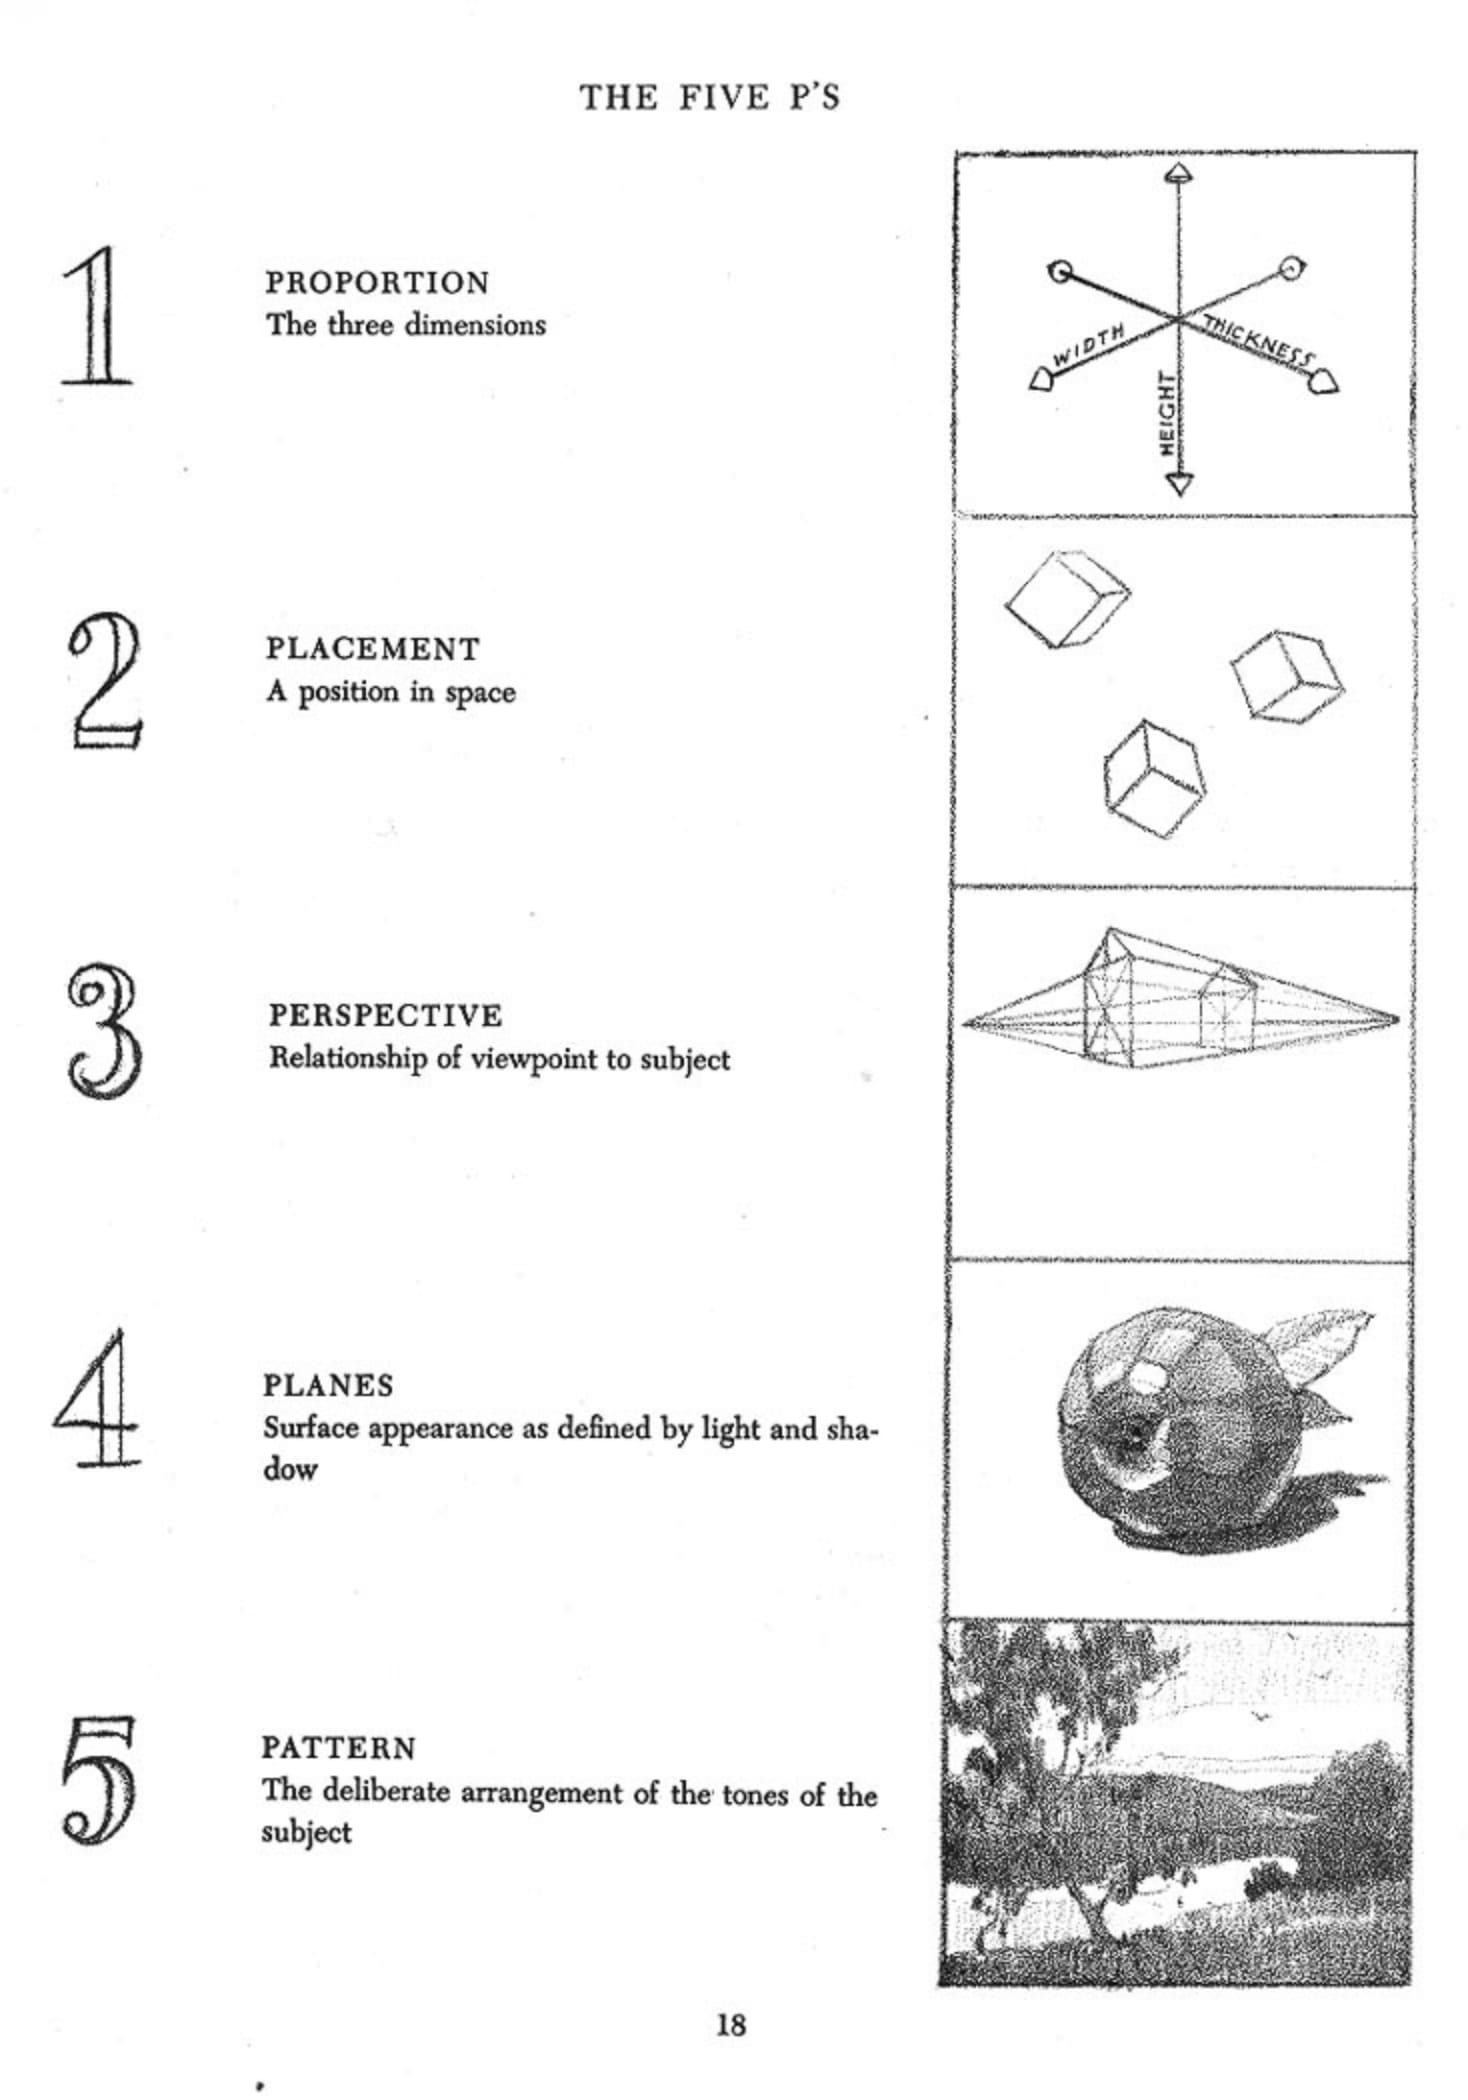 THE FIVE P'S
1
PROPORTION
The three dimensions
WIDTH
THICKNESS
HEIGHT
2
PLACEMENT
A position in space
3
PERSPECTIVE
Relationship of viewpoint to subject
4
PLANES
Surface appearance as defined by light and sha-
dow
5
PATTERN
The deliberate arrangement of the tones of the
subject
18